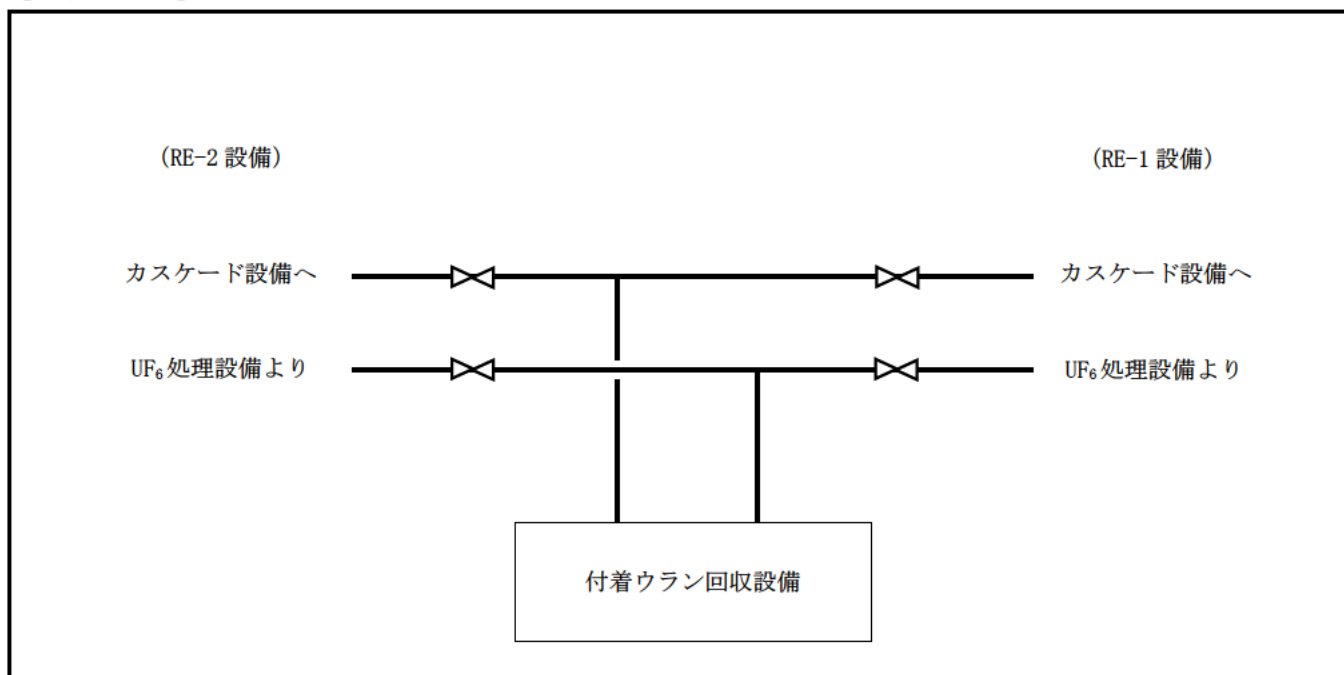 （RE-2 設備）
（RE-1 設備）
カスケード設備へ
カスケード設備へ
UF₆処理設備より
UF₆処理設備より
付着ウラン回収設備